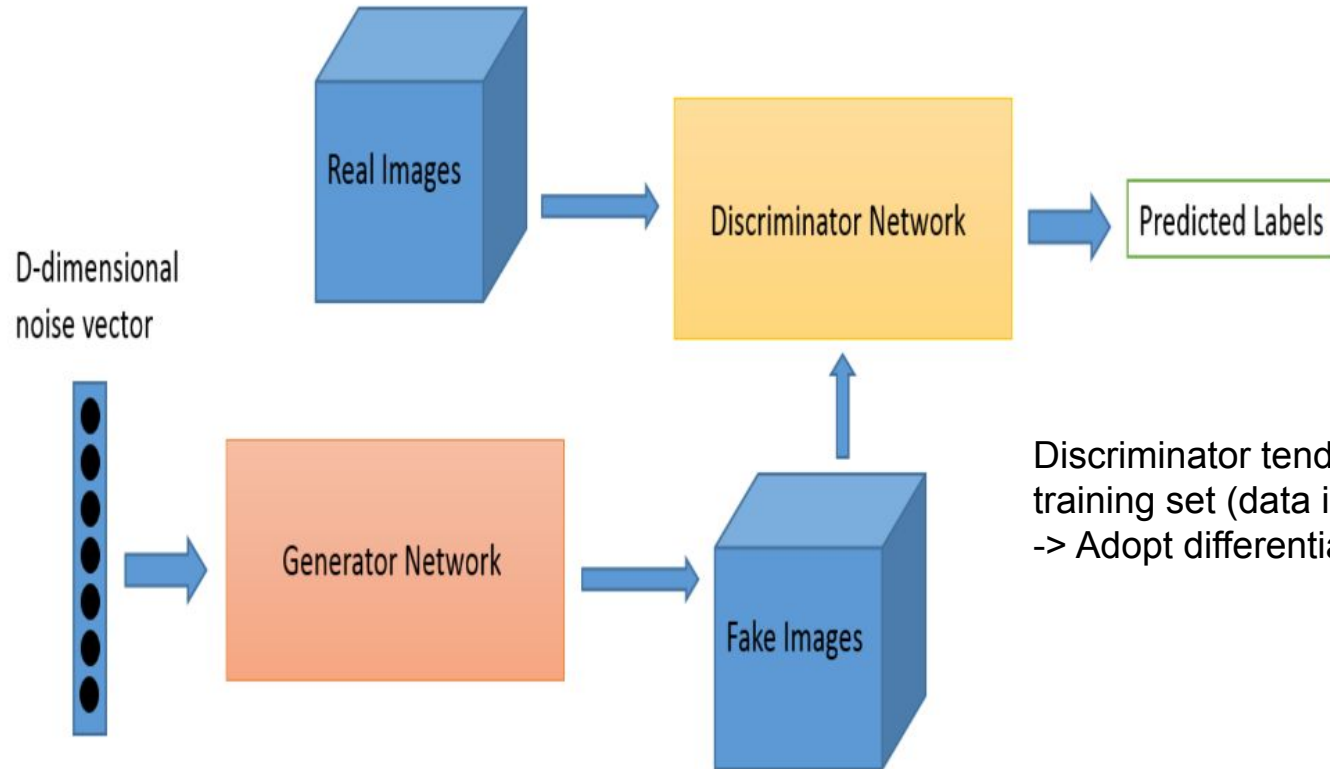 Real Images
Discriminator Network
Predicted Labels
D-dimensional
noise vector
Generator Network
Fake Images
Discriminator tend
training set (data i
-> Adopt differentia